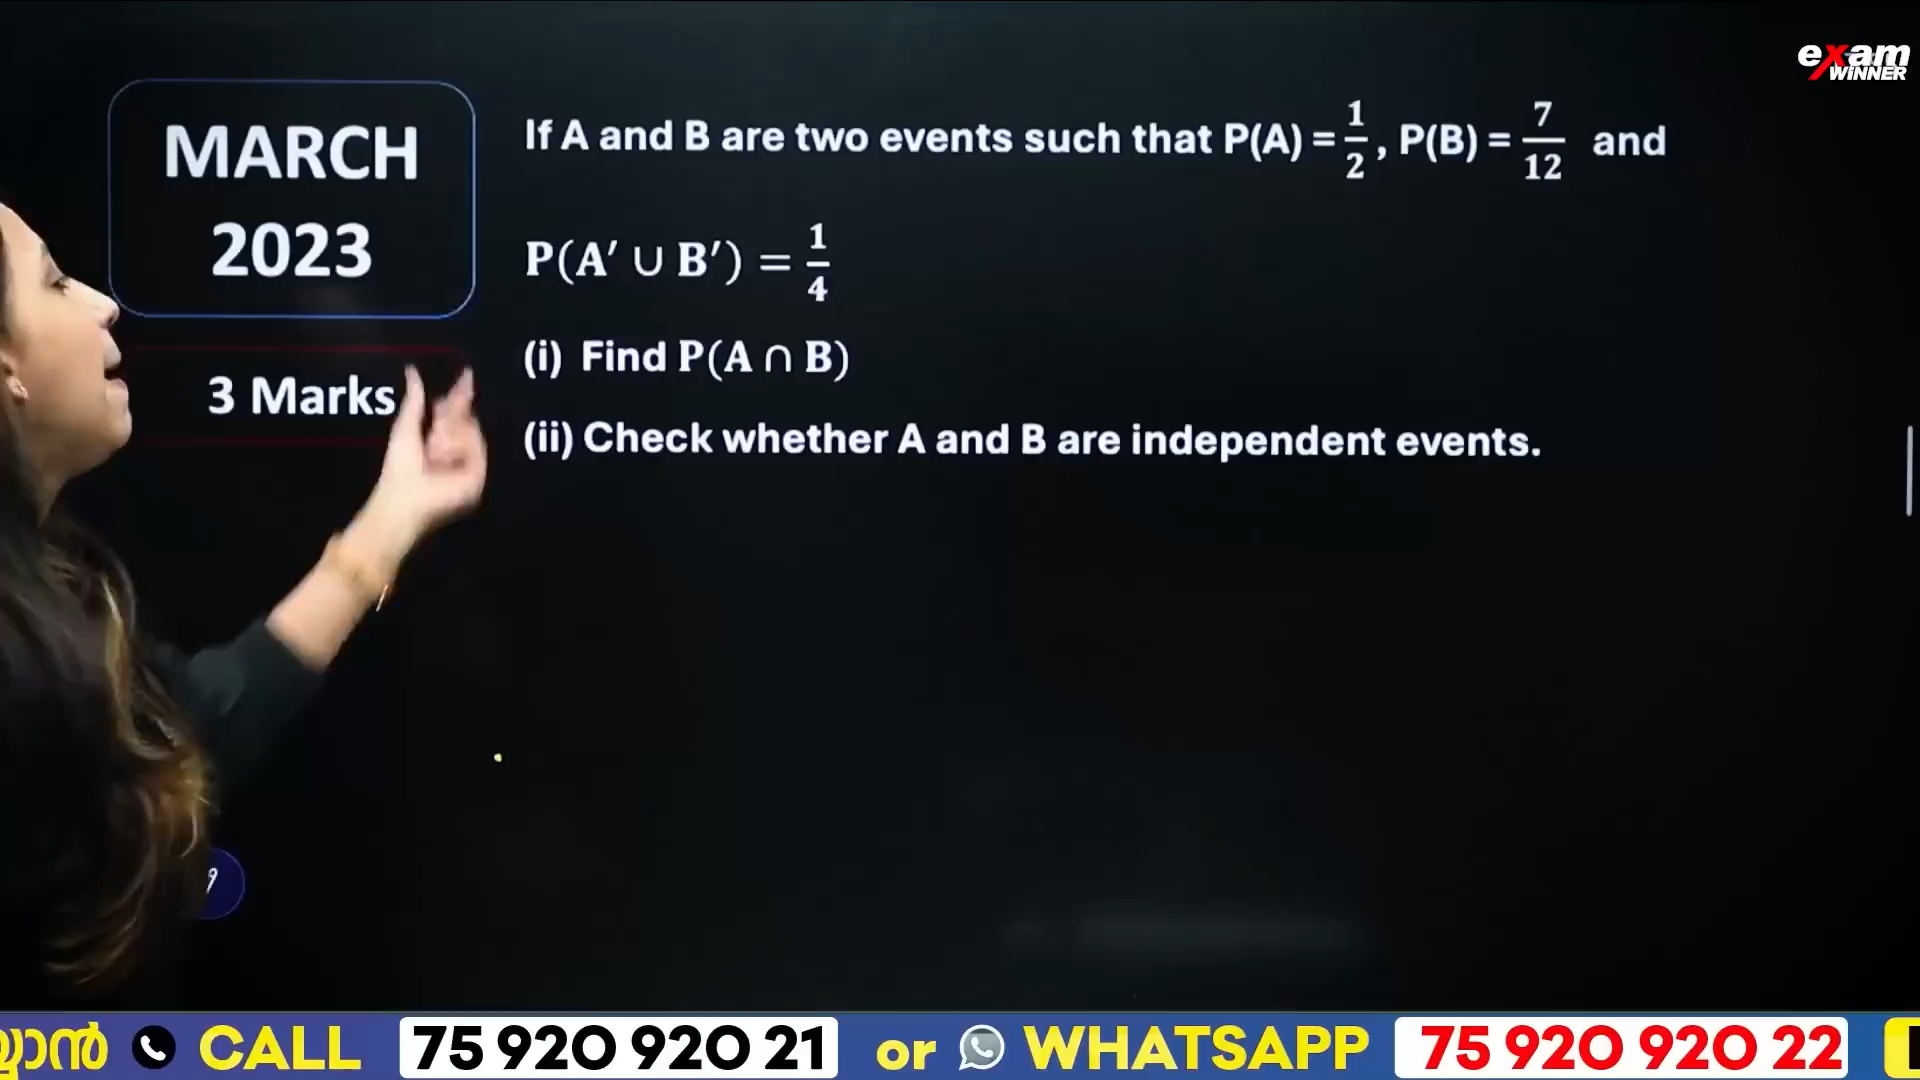 exam
WINNER
MARCH
2023
3 Marks
If A and B are two events such that P(A) = 1/2, P(B) = 7/12 and
P(A′ ∪ B′) = 1/4
(i) Find P(A ∩ B)
(ii) Check whether A and B are independent events.
CALL 75 920 920 21 or WHATSAPP 75 920 920 22